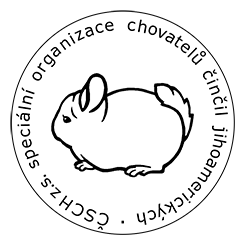 ČSCH z.s. speciální organizace chovatelů činčil jihoamerických ·